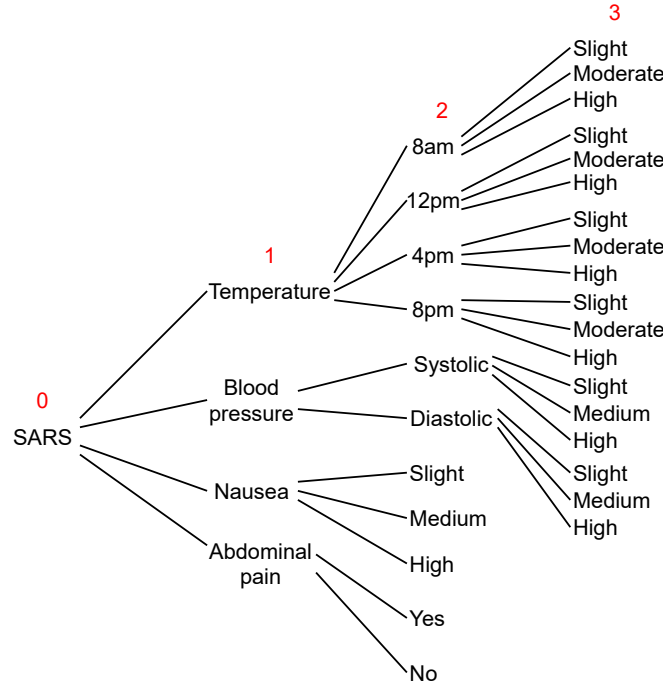 3
Slight
Moderate
High
2
8am
Slight
Moderate
High
12pm
Slight
Moderate
High
4pm
1
Temperature
Slight
Moderate
High
8pm
0
SARS
Blood
pressure
Systolic
Slight
Medium
High
Diastolic
Slight
Medium
High
Nausea
Slight
Medium
High
Abdominal
pain
Yes
No